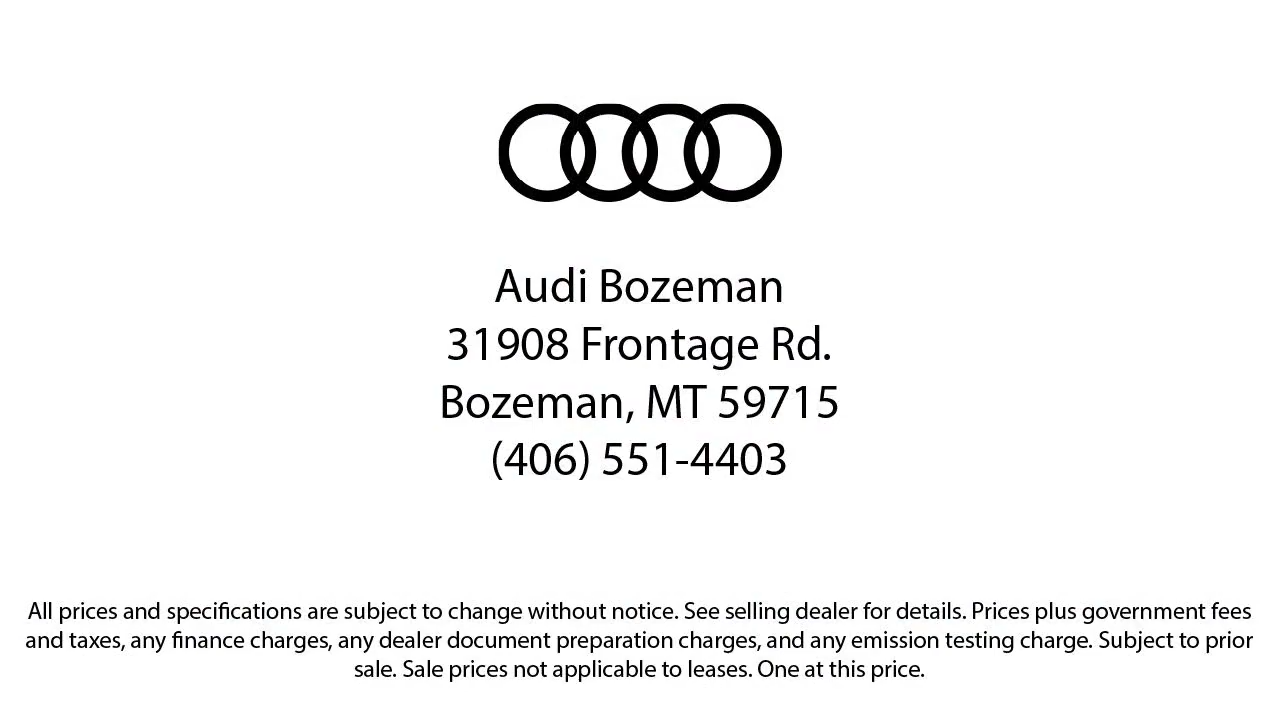 Audi Bozeman
31908 Frontage Rd.
Bozeman, MT 59715
(406) 551-4403
All prices and specifications are subject to change without notice. See selling dealer for details. Prices plus government fees
and taxes, any finance charges, any dealer document preparation charges, and any emission testing charge. Subject to prior
sale. Sale prices not applicable to leases. One at this price.